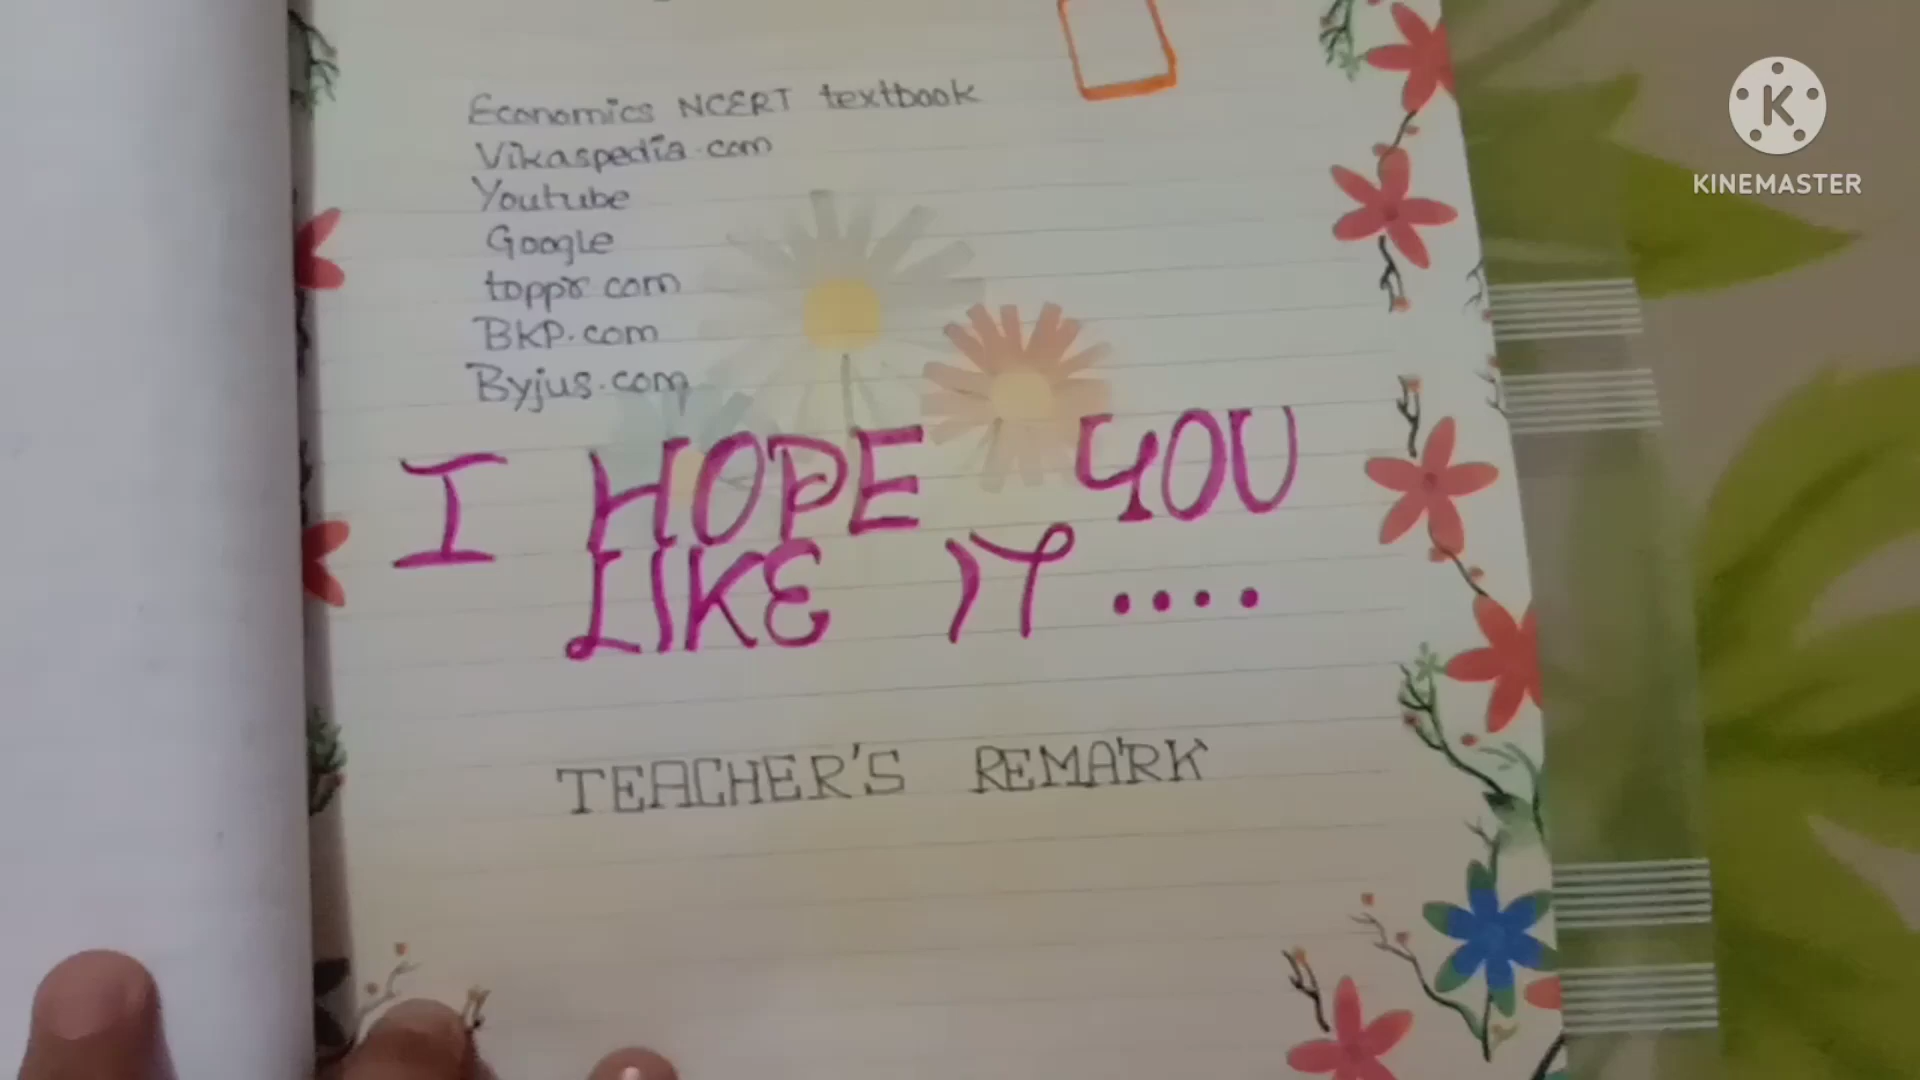 Economics NCERT textbook
Vikaspedia.com
Youtube
Google
toppr.com
BKP.com
Byjus.com
I HOPE YOU
LIKE IT....
TEACHER'S REMARK
K
KINEMASTER